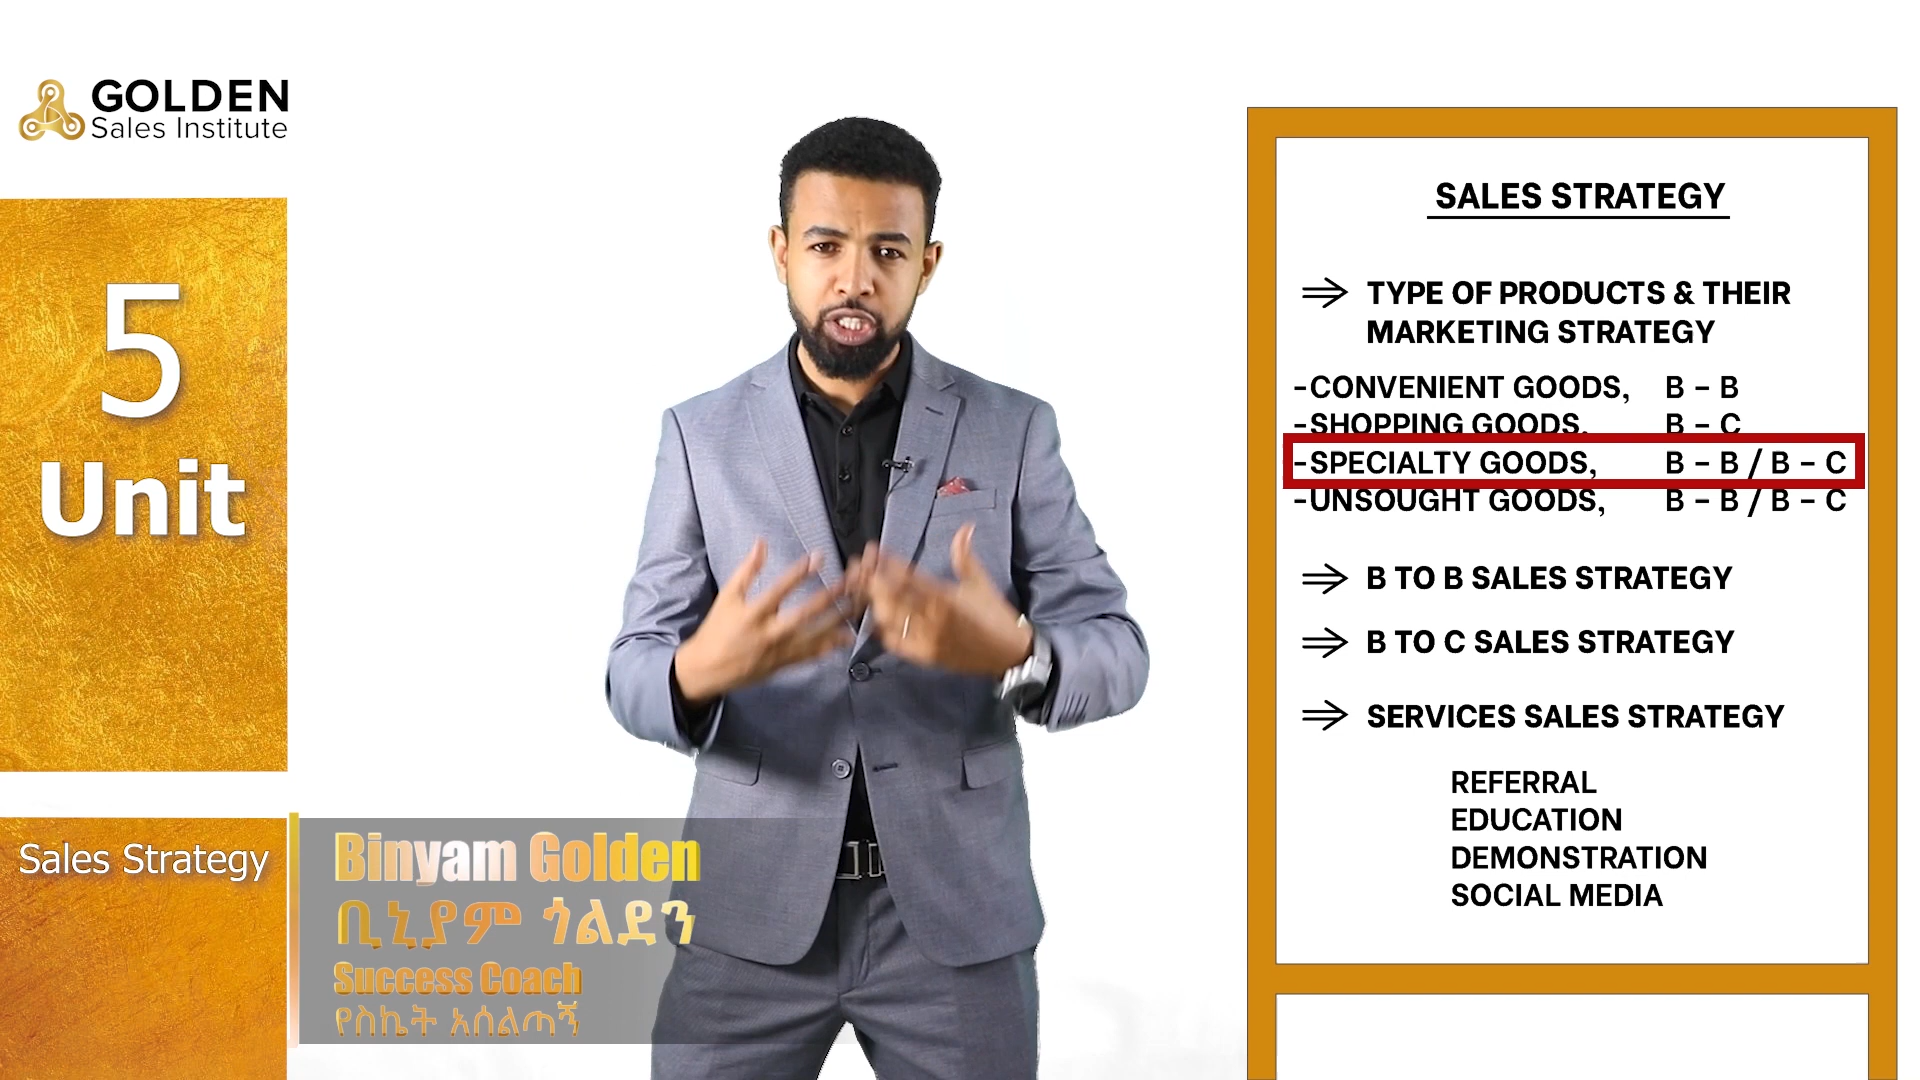 GOLDEN
Sales Institute
5
Unit
Sales Strategy
Binyam Golden
ቢኒያም ጎልደን
Success Coach
የስኬት አሰልጣኝ
SALES STRATEGY
⇒ TYPE OF PRODUCTS & THEIR
MARKETING STRATEGY
-CONVENIENT GOODS, B - B
-SHOPPING GOODS, B - C
-SPECIALTY GOODS, B - B / B - C
-UNSOUGHT GOODS, B - B / B - C
⇒ B TO B SALES STRATEGY
⇒ B TO C SALES STRATEGY
⇒ SERVICES SALES STRATEGY
REFERRAL
EDUCATION
DEMONSTRATION
SOCIAL MEDIA